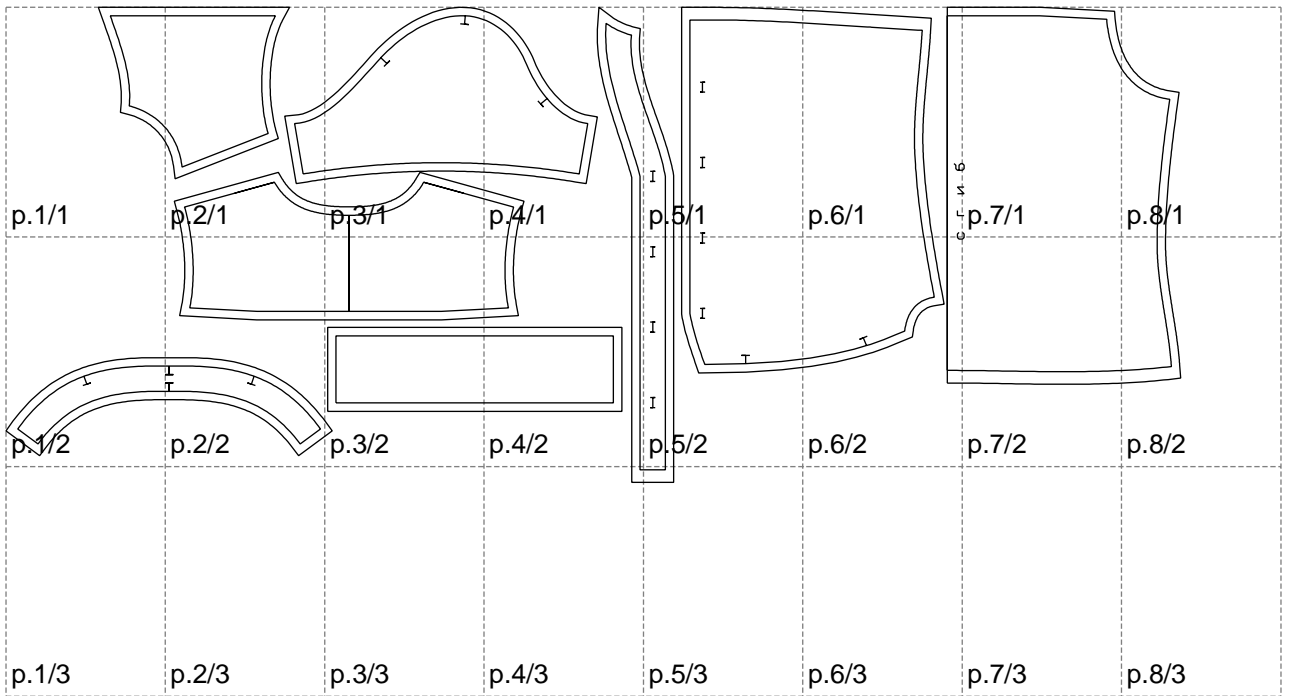 сгиб
p.1/1 p.2/1 p.3/1 p.4/1 p.5/1 p.6/1 p.7/1 p.8/1
p.1/2 p.2/2 p.3/2 p.4/2 p.5/2 p.6/2 p.7/2 p.8/2
p.1/3 p.2/3 p.3/3 p.4/3 p.5/3 p.6/3 p.7/3 p.8/3